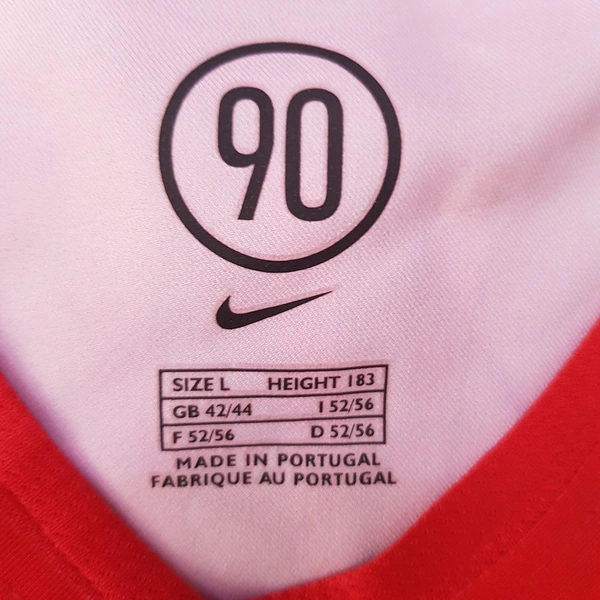 90
SIZE L HEIGHT 183
GB 42/44 I 52/56
F 52/56 D 52/56
MADE IN PORTUGAL
FABRIQUE AU PORTUGAL